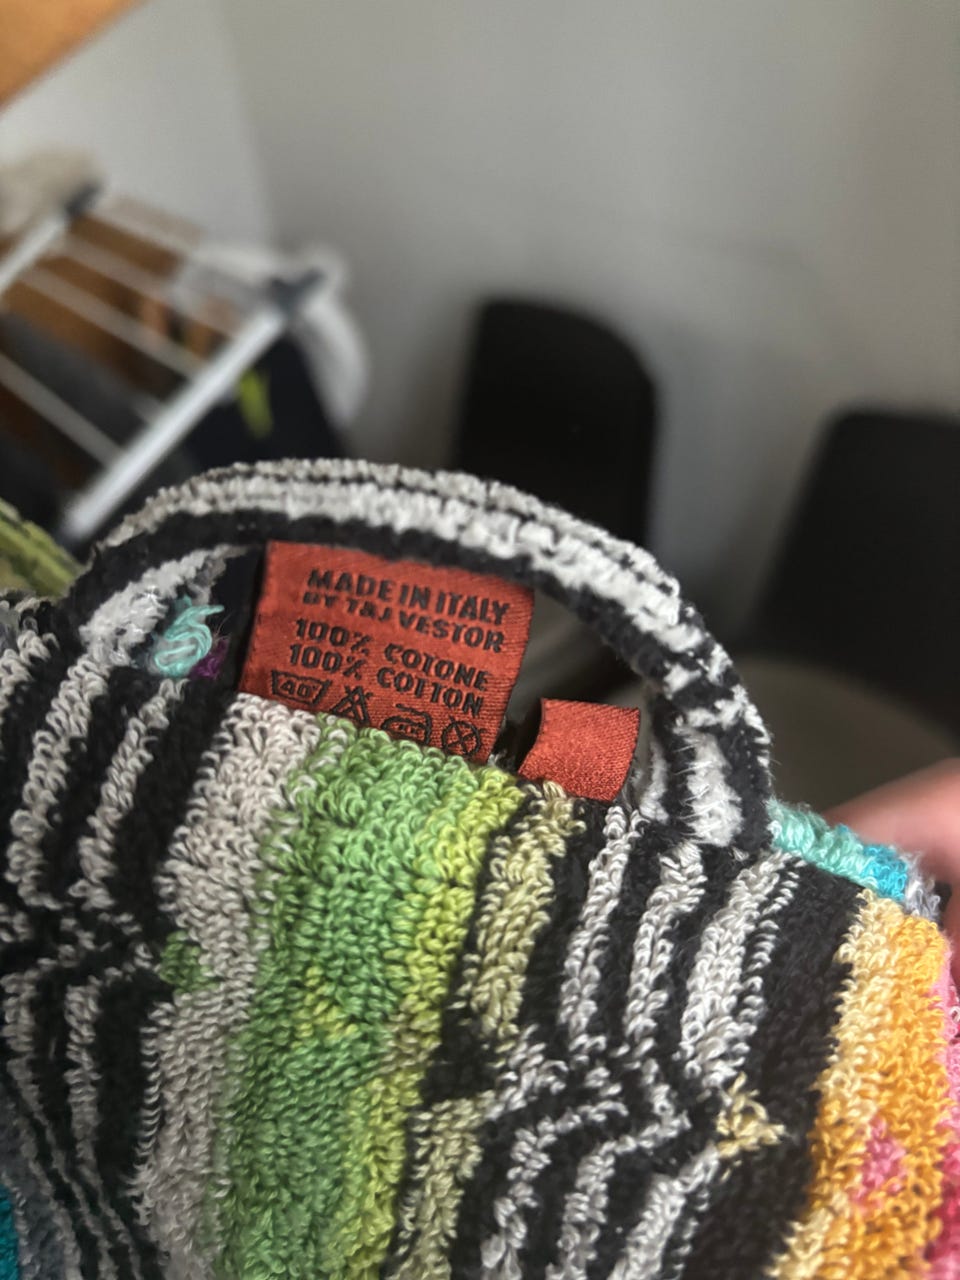 MADE IN ITALY
BY T&J VESTOR
100% COTONE
100% COTTON
40°